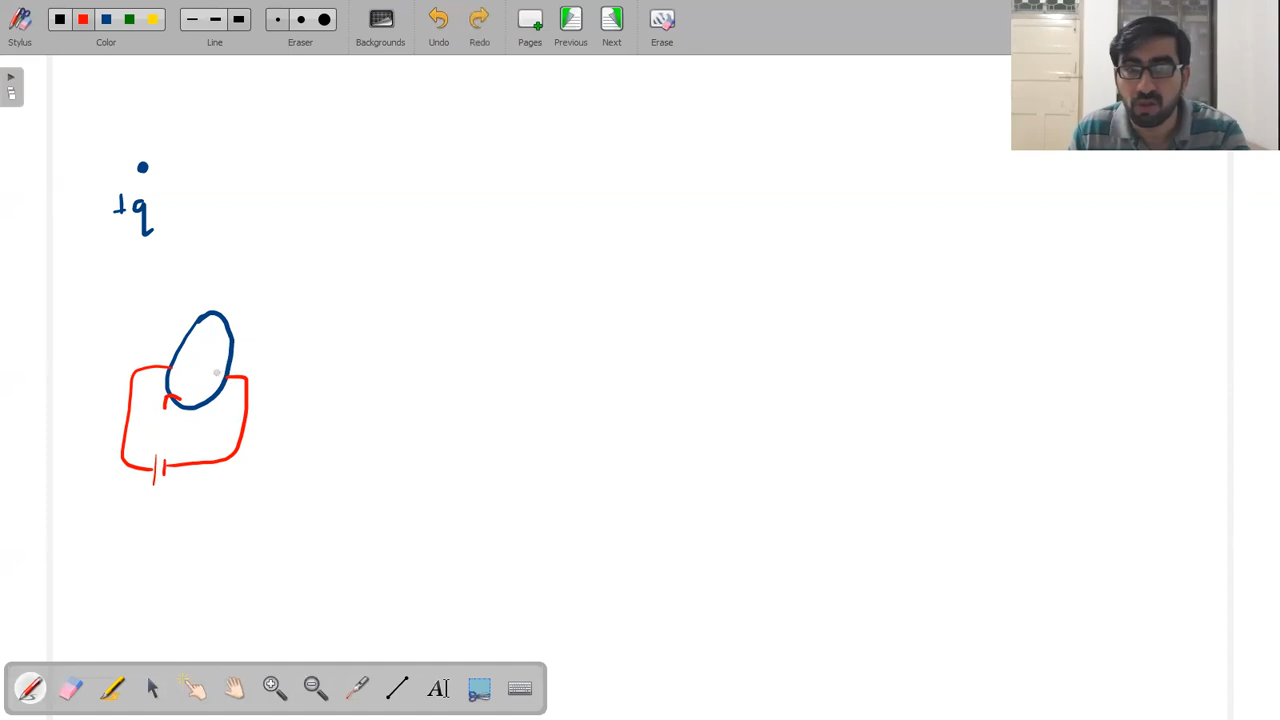 Stylus
Color
Line
Eraser
Backgrounds
Undo
Redo
Pages
Previous
Next
Erase
+q